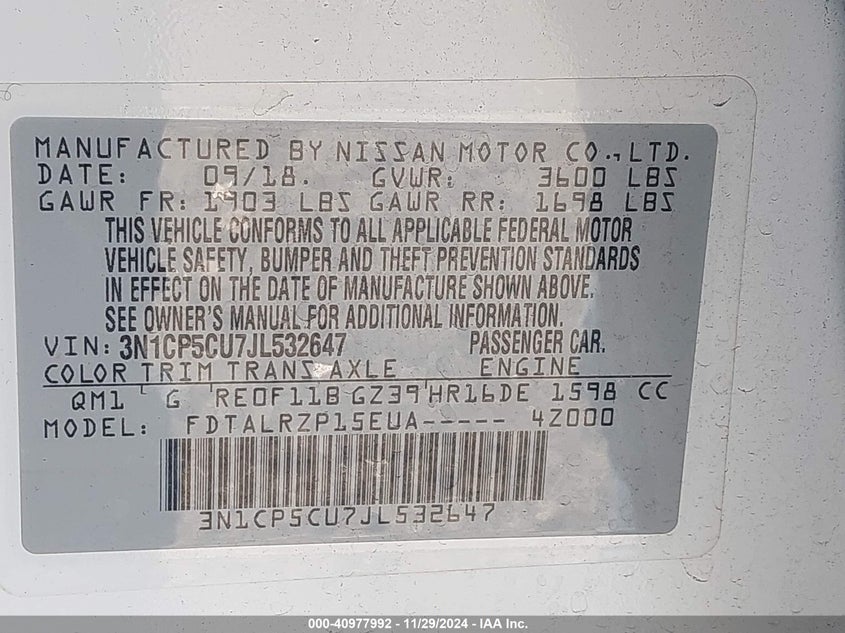 MANUFACTURED BY NISSAN MOTOR CO.,LTD.
DATE: 09/18. GVWR: 3600 LBS
GAWR FR: 1903 LBS GAWR RR: 1698 LBS
THIS VEHICLE CONFORMS TO ALL APPLICABLE FEDERAL MOTOR
VEHICLE SAFETY, BUMPER AND THEFT PREVENTION STANDARDS
IN EFFECT ON THE DATE OF MANUFACTURE SHOWN ABOVE.
SEE OWNER'S MANUAL FOR ADDITIONAL INFORMATION.
VIN: 3N1CP5CU7JL532647 PASSENGER CAR.
COLOR TRIM TRANS AXLE ENGINE
QM1 G RE0F11B GZ39 HR16DE 1598 CC
MODEL: FDTALRZP15EUA----- 4Z000
3N1CP5CU7JL532647
000-40977992 - 11/29/2024 - IAA Inc.